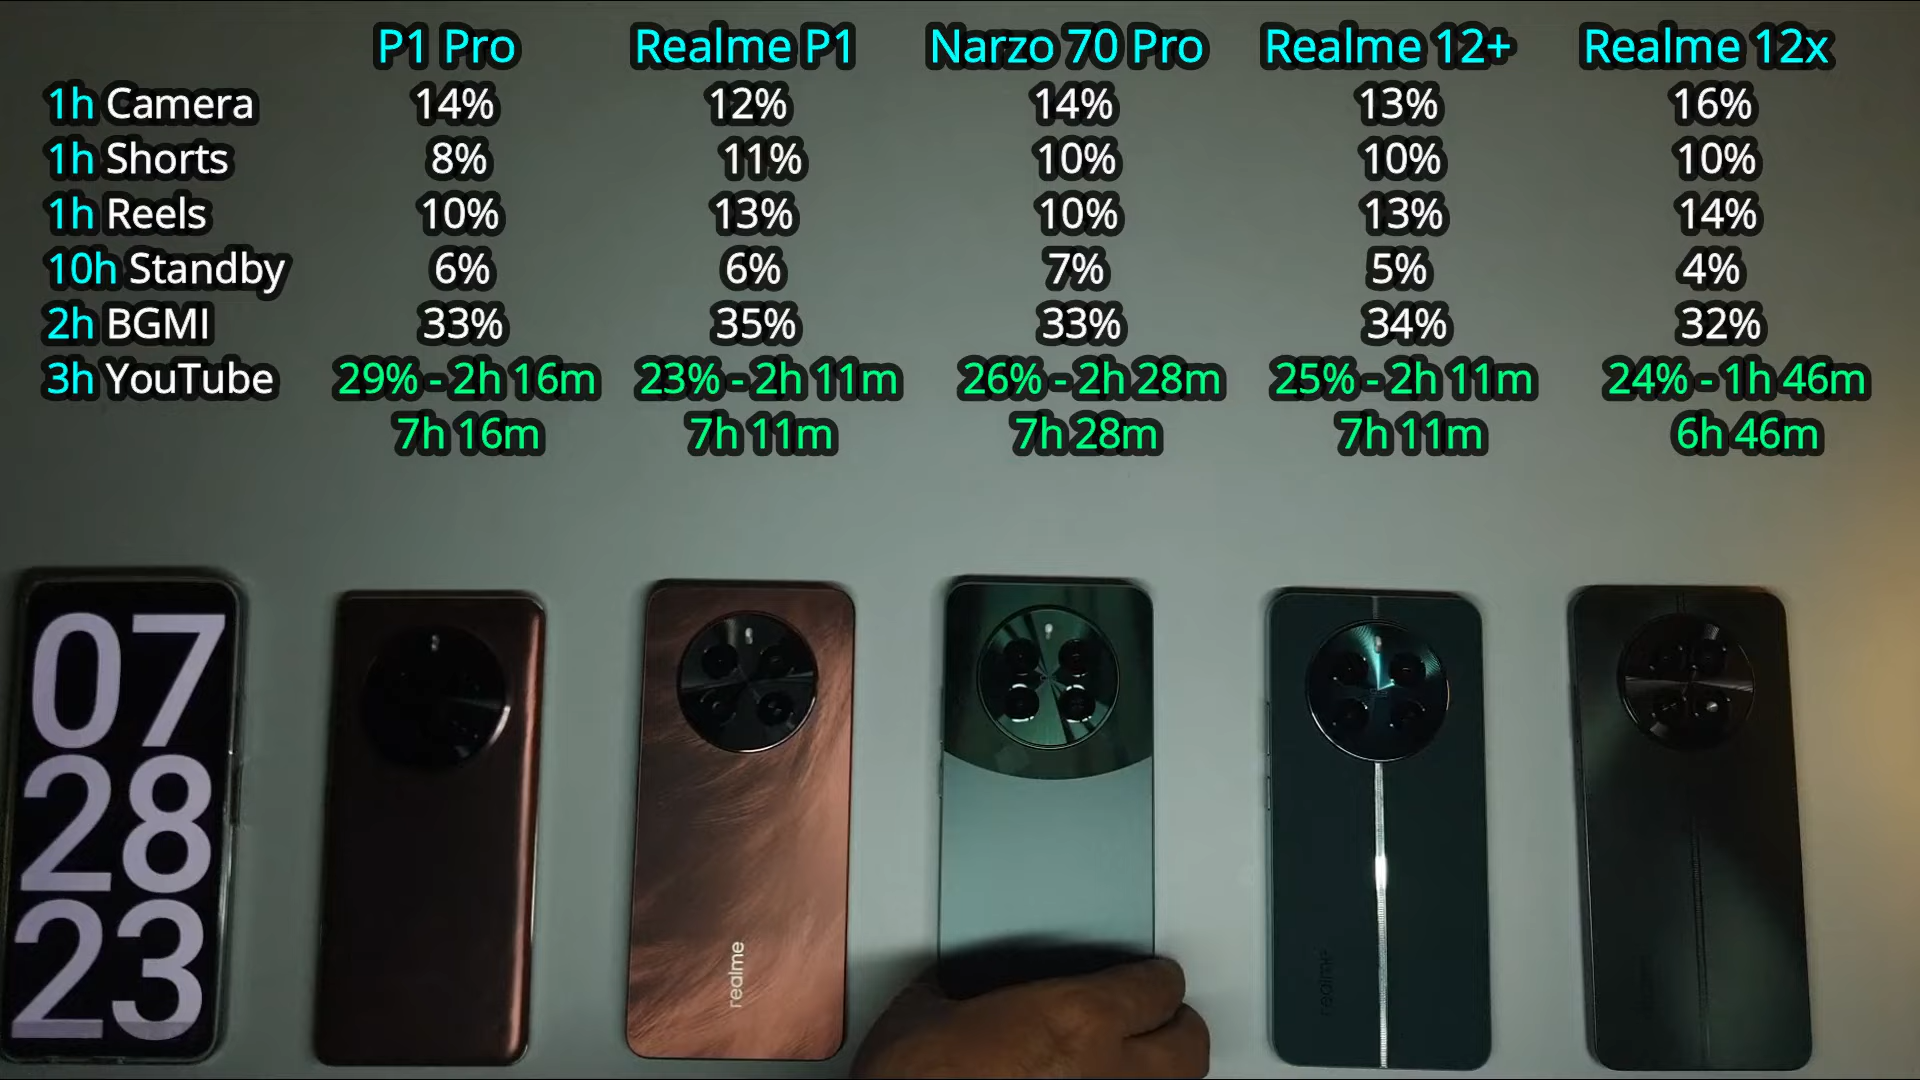 P1 Pro Realme P1 Narzo 70 Pro Realme 12+ Realme 12x
1h Camera 14% 12% 14% 13% 16%
1h Shorts 8% 11% 10% 10% 10%
1h Reels 10% 13% 10% 13% 14%
10h Standby 6% 6% 7% 5% 4%
2h BGMI 33% 35% 33% 34% 32%
3h YouTube 29% - 2h 16m 23% - 2h 11m 26% - 2h 28m 25% - 2h 11m 24% - 1h 46m
7h 16m 7h 11m 7h 28m 7h 11m 6h 46m
07
28
23
realme
realme